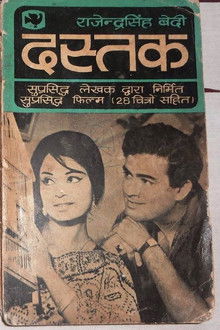 राजेन्द्रसिंह बेदी
दस्तक
सुप्रसिद्ध लेखक द्वारा निर्मित
सुप्रसिद्ध फिल्म (28 चित्रों सहित)